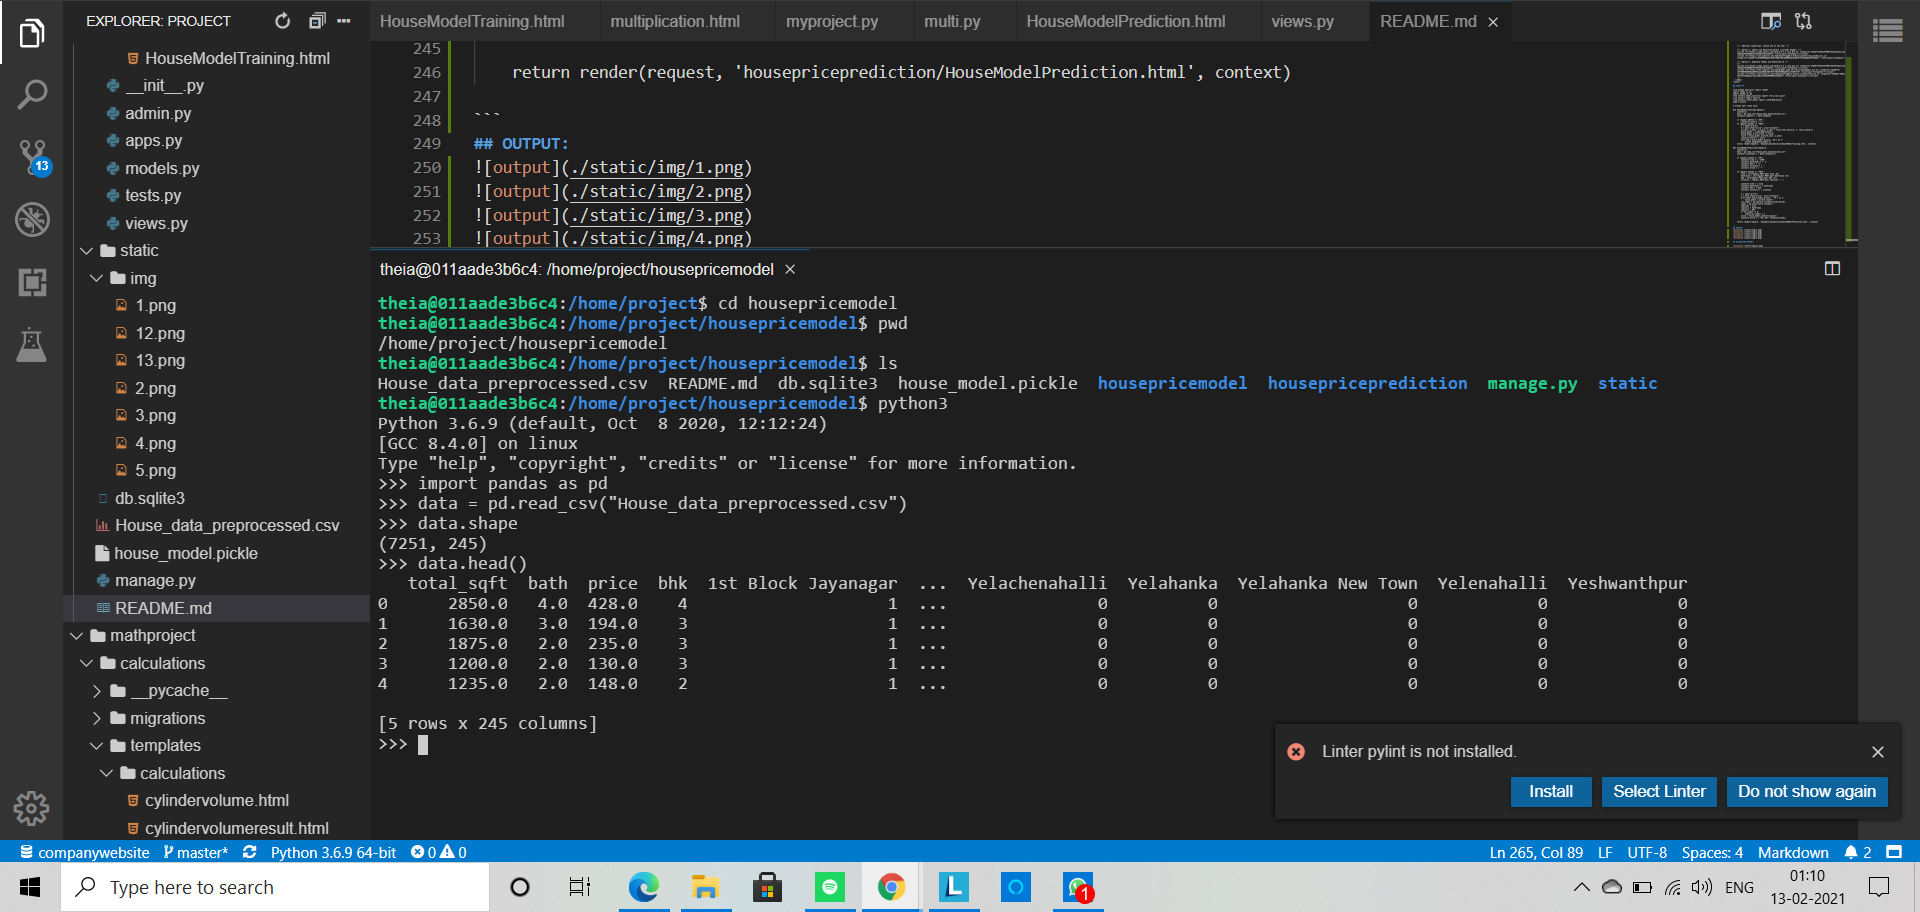 EXPLORER: PROJECT
HouseModelTraining.html
__init__.py
admin.py
apps.py
models.py
tests.py
views.py
static
img
1.png
12.png
13.png
2.png
3.png
4.png
5.png
db.sqlite3
House_data_preprocessed.csv
house_model.pickle
manage.py
README.md
mathproject
calculations
__pycache__
migrations
templates
calculations
cylindervolume.html
cylindervolumeresult.html
13
HouseModelTraining.html multiplication.html myproject.py multi.py HouseModelPrediction.html views.py README.md
245
246 return render(request, 'housepriceprediction/HouseModelPrediction.html', context)
247
248 ```
249 ## OUTPUT:
250 ![output](./static/img/1.png)
251 ![output](./static/img/2.png)
252 ![output](./static/img/3.png)
253 ![output](./static/img/4.png)
theia@011aade3b6c4: /home/project/housepricemodel
theia@011aade3b6c4:/home/project$ cd housepricemodel
theia@011aade3b6c4:/home/project/housepricemodel$ pwd
/home/project/housepricemodel
theia@011aade3b6c4:/home/project/housepricemodel$ ls
House_data_preprocessed.csv README.md db.sqlite3 house_model.pickle housepricemodel housepriceprediction manage.py static
theia@011aade3b6c4:/home/project/housepricemodel$ python3
Python 3.6.9 (default, Oct  8 2020, 12:12:24)
[GCC 8.4.0] on linux
Type "help", "copyright", "credits" or "license" for more information.
>>> import pandas as pd
>>> data = pd.read_csv("House_data_preprocessed.csv")
>>> data.shape
(7251, 245)
>>> data.head()
total_sqft bath price bhk 1st Block Jayanagar ... Yelachenahalli Yelahanka Yelahanka New Town Yelenahalli Yeshwanthpur
0 2850.0 4.0 428.0 4 1 ... 0 0 0 0 0
1 1630.0 3.0 194.0 3 1 ... 0 0 0 0 0
2 1875.0 2.0 235.0 3 1 ... 0 0 0 0 0
3 1200.0 2.0 130.0 3 1 ... 0 0 0 0 0
4 1235.0 2.0 148.0 2 1 ... 0 0 0 0 0
[5 rows x 245 columns]
>>>
Linter pylint is not installed.
Install Select Linter Do not show again
companywebsite master* Python 3.6.9 64-bit 0 0 Ln 265, Col 89 LF UTF-8 Spaces: 4 Markdown 2
Type here to search
L
1
ENG
01:10
13-02-2021